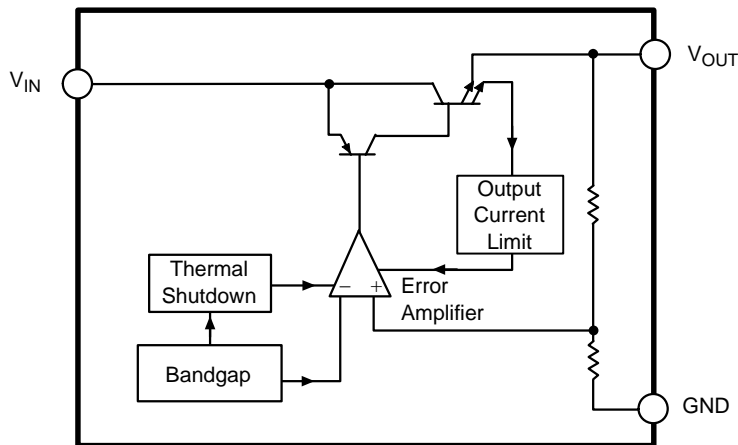 V_OUT
V_IN
Output
Current
Limit
Thermal
Shutdown
− +
Error
Amplifier
Bandgap
GND